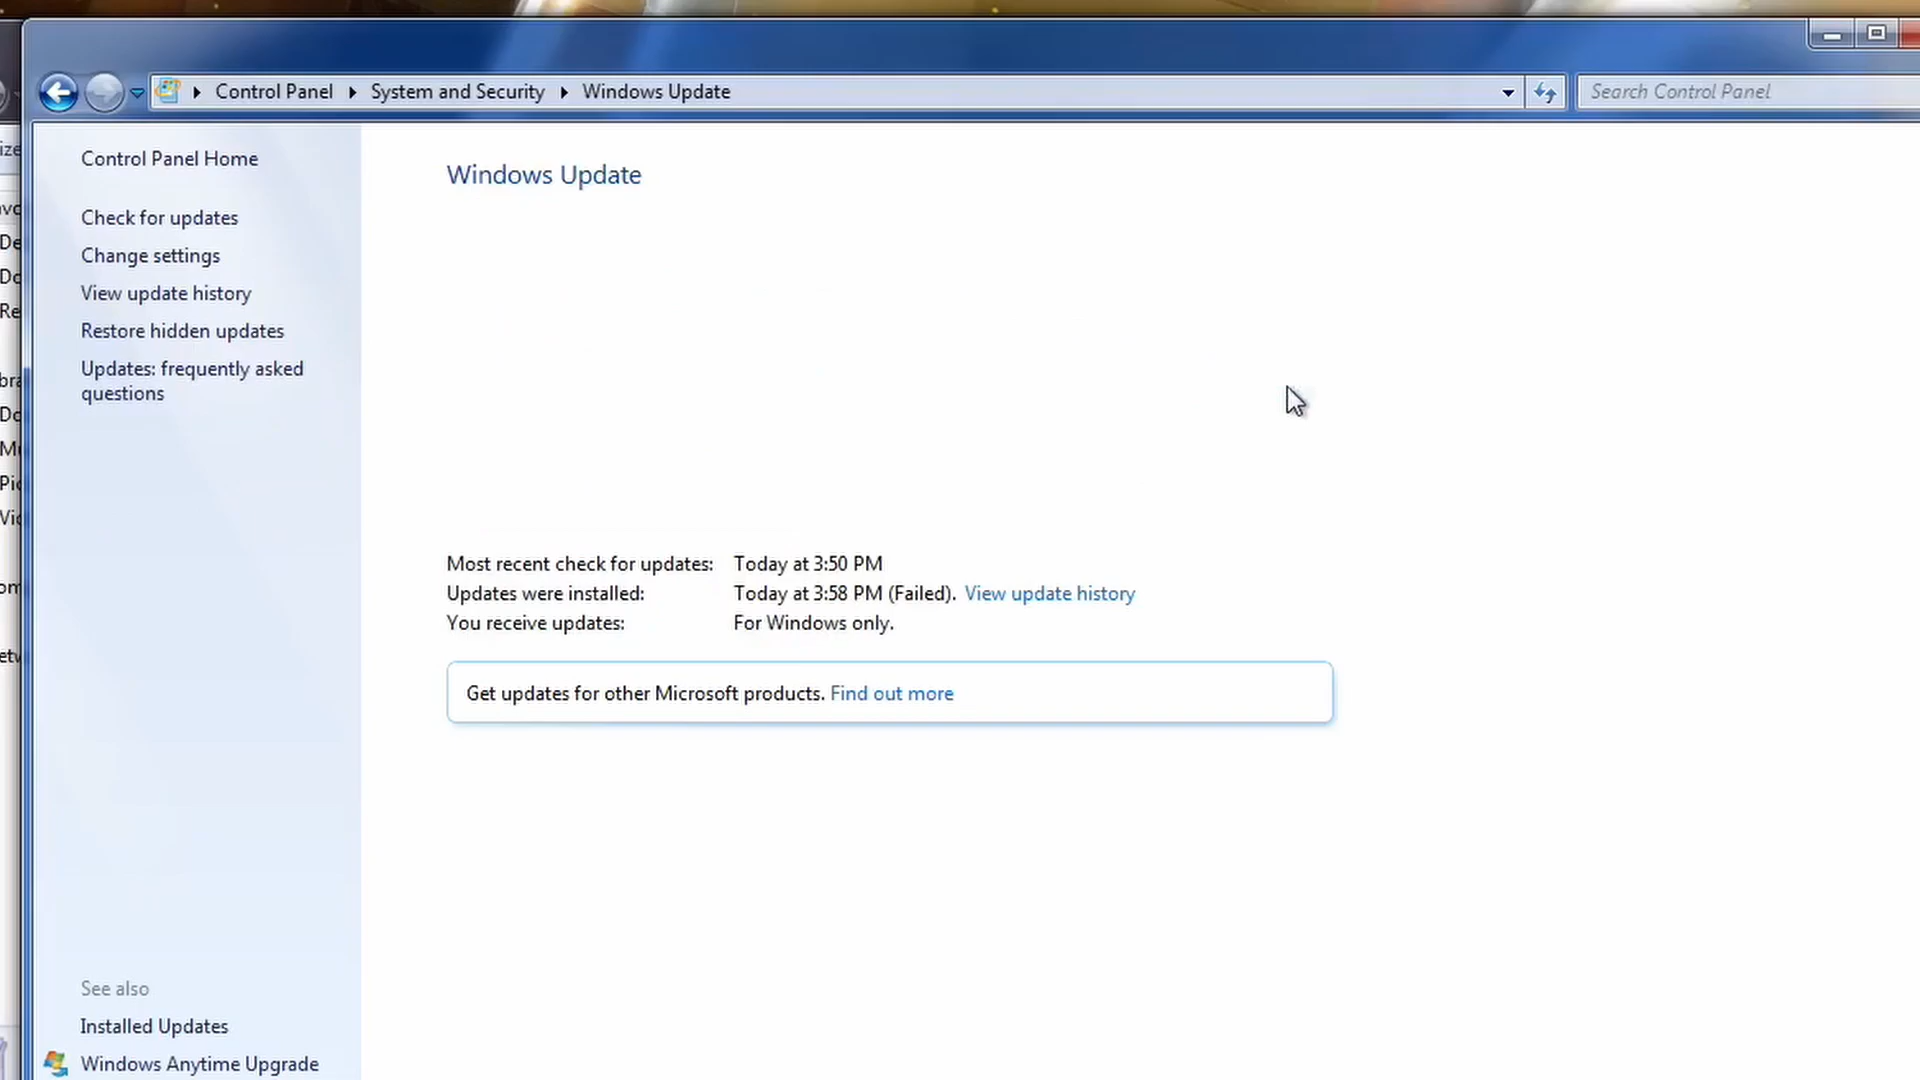 Control Panel
System and Security
Windows Update
Search Control Panel
Control Panel Home
Check for updates
Change settings
View update history
Restore hidden updates
Updates: frequently asked
questions
Windows Update
Most recent check for updates: Today at 3:50 PM
Updates were installed: Today at 3:58 PM (Failed). View update history
You receive updates: For Windows only.
Get updates for other Microsoft products. Find out more
See also
Installed Updates
Windows Anytime Upgrade